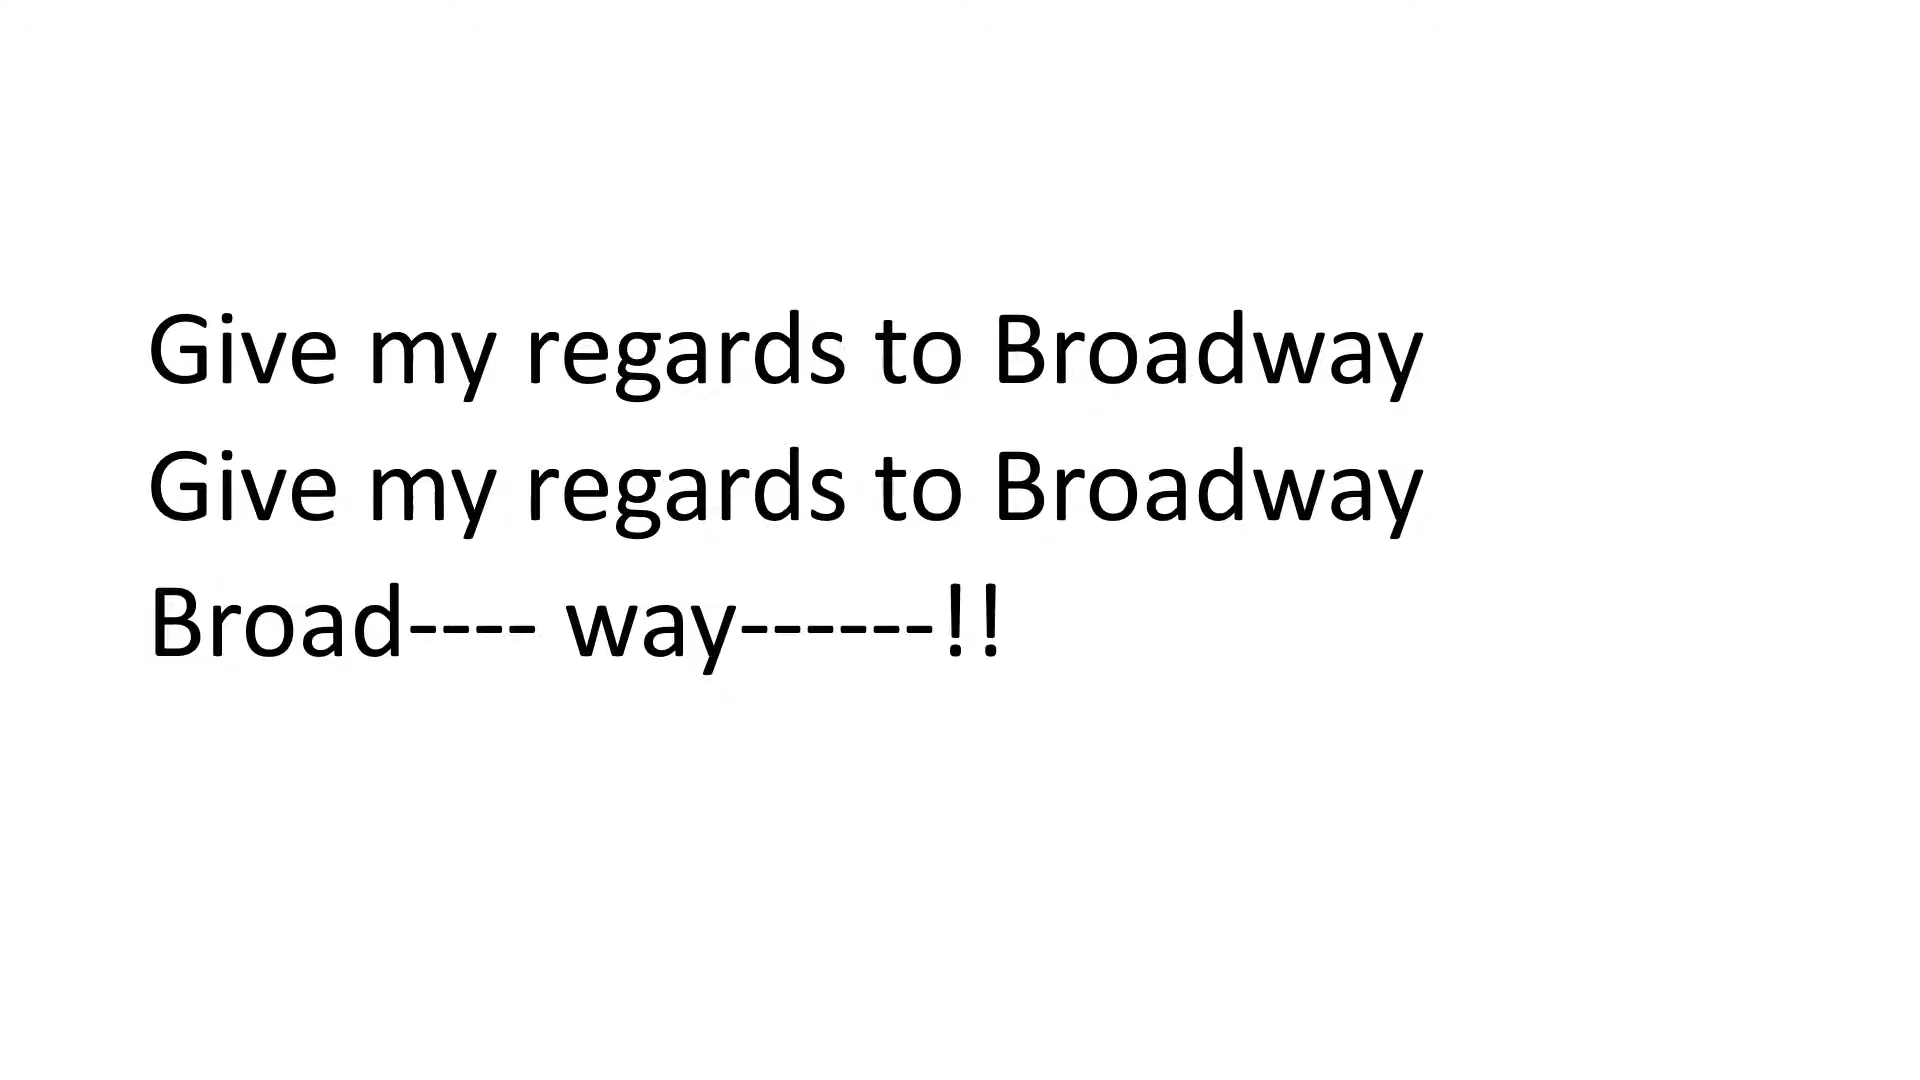 Give my regards to Broadway
Give my regards to Broadway
Broad---- way------!!